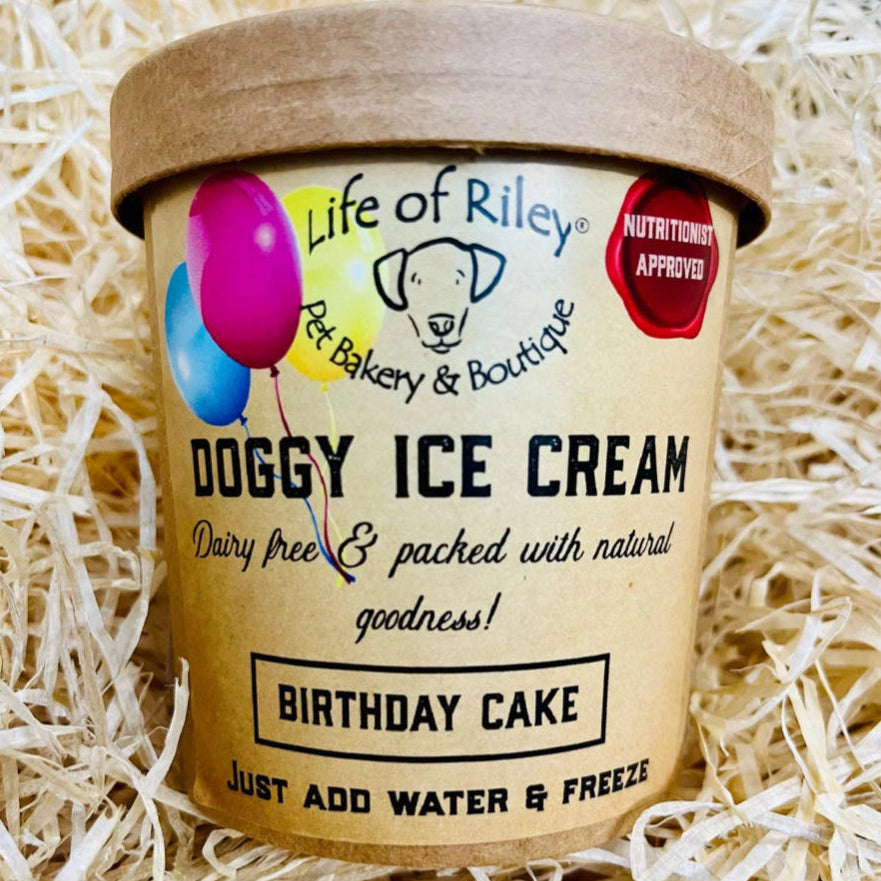 Life of Riley®
Pet Bakery & Boutique
NUTRITIONIST
APPROVED
DOGGY ICE CREAM
Dairy free & packed with natural
goodness!
BIRTHDAY CAKE
JUST ADD WATER & FREEZE